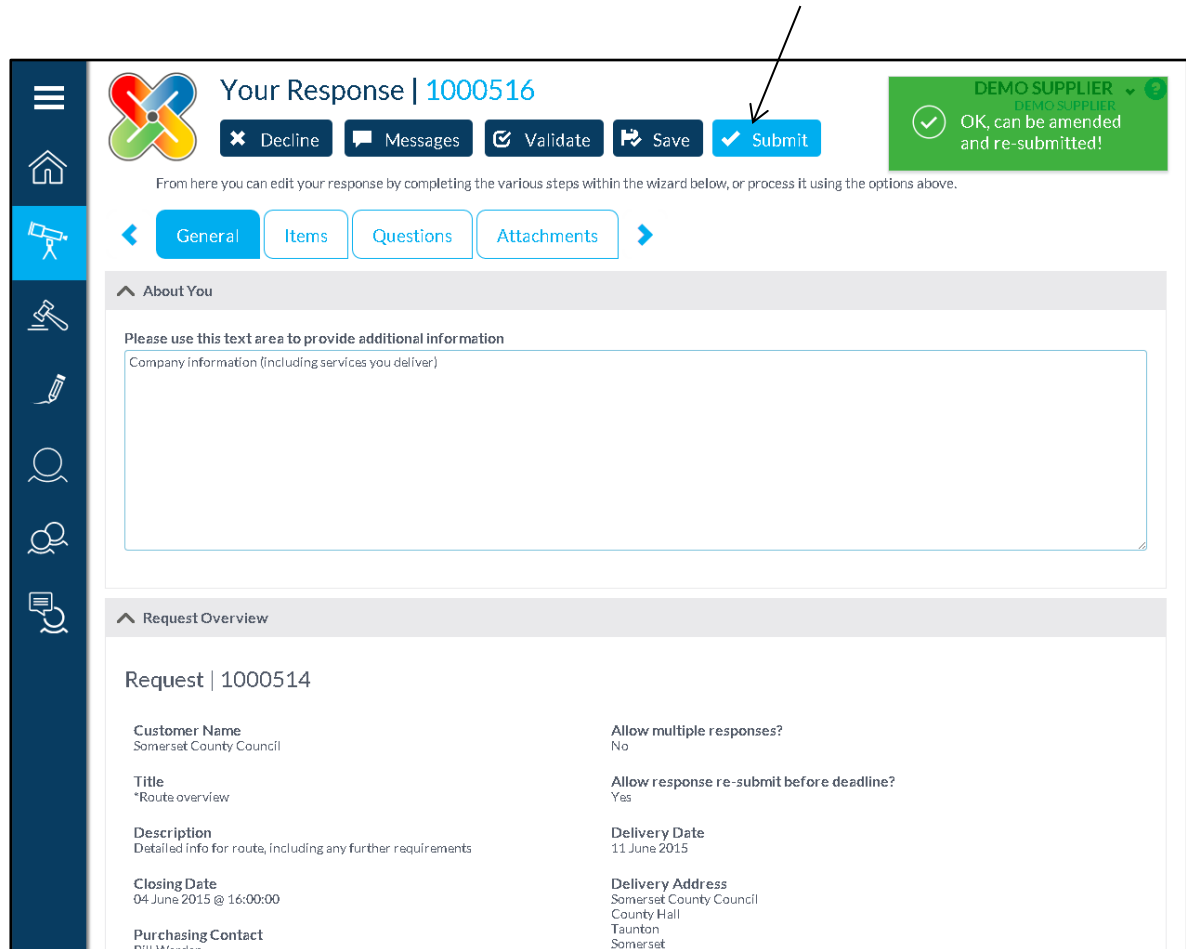 Your Response | 1000516
DEMO SUPPLIER
DEMO SUPPLIER
OK, can be amended
and re-submitted!
Decline
Messages
Validate
Save
Submit
From here you can edit your response by completing the various steps within the wizard below, or process it using the options above.
General
Items
Questions
Attachments
About You
Please use this text area to provide additional information
Company information (including services you deliver)
Request Overview
Request | 1000514
Customer Name
Somerset County Council
Title
*Route overview
Description
Detailed info for route, including any further requirements
Closing Date
04 June 2015 @ 16:00:00
Purchasing Contact
Allow multiple responses?
No
Allow response re-submit before deadline?
Yes
Delivery Date
11 June 2015
Delivery Address
Somerset County Council
County Hall
Taunton
Somerset